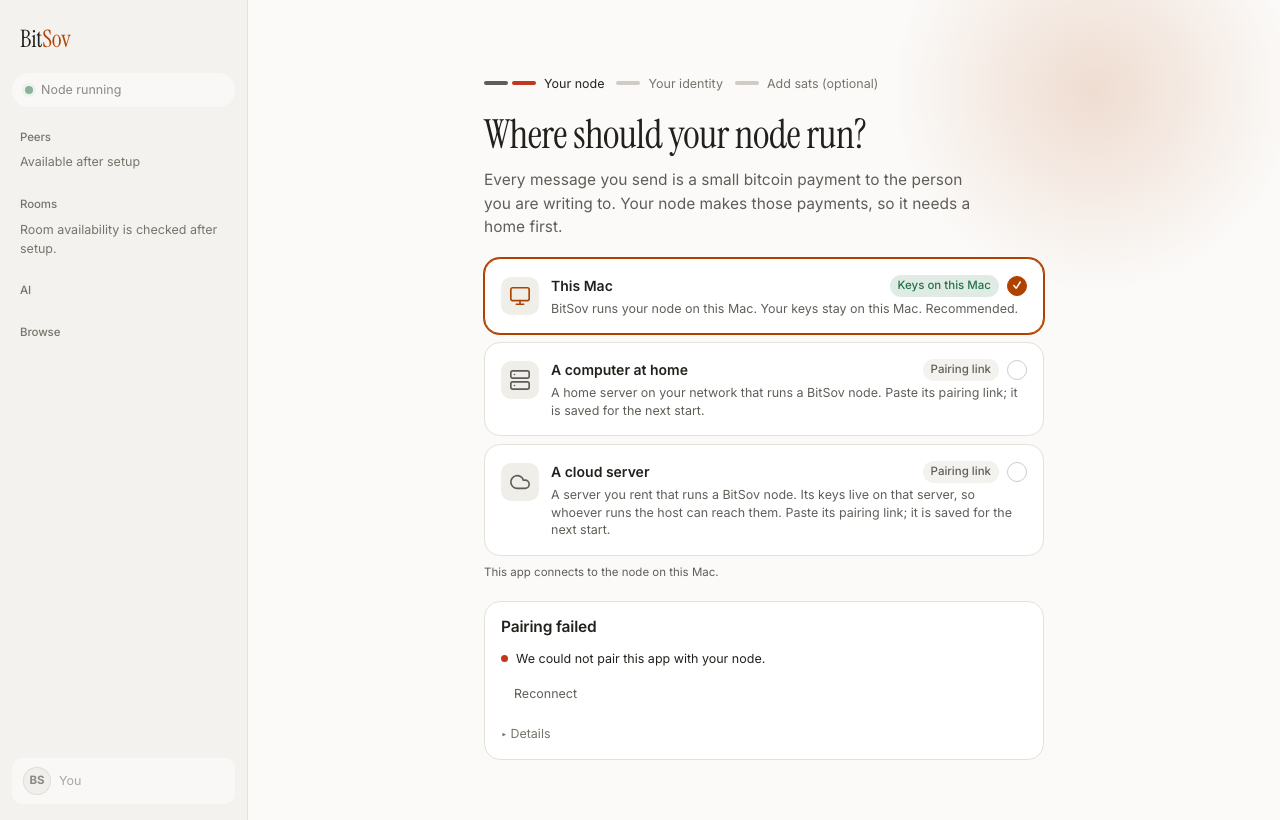 BitSov
Node running
Peers
Available after setup
Rooms
Room availability is checked after
setup.
AI
Browse
BS You
Your node Your identity Add sats (optional)
Where should your node run?
Every message you send is a small bitcoin payment to the person
you are writing to. Your node makes those payments, so it needs a
home first.
This Mac Keys on this Mac
BitSov runs your node on this Mac. Your keys stay on this Mac. Recommended.
A computer at home Pairing link
A home server on your network that runs a BitSov node. Paste its pairing link; it
is saved for the next start.
A cloud server Pairing link
A server you rent that runs a BitSov node. Its keys live on that server, so
whoever runs the host can reach them. Paste its pairing link; it is saved for the
next start.
This app connects to the node on this Mac.
Pairing failed
We could not pair this app with your node.
Reconnect
Details